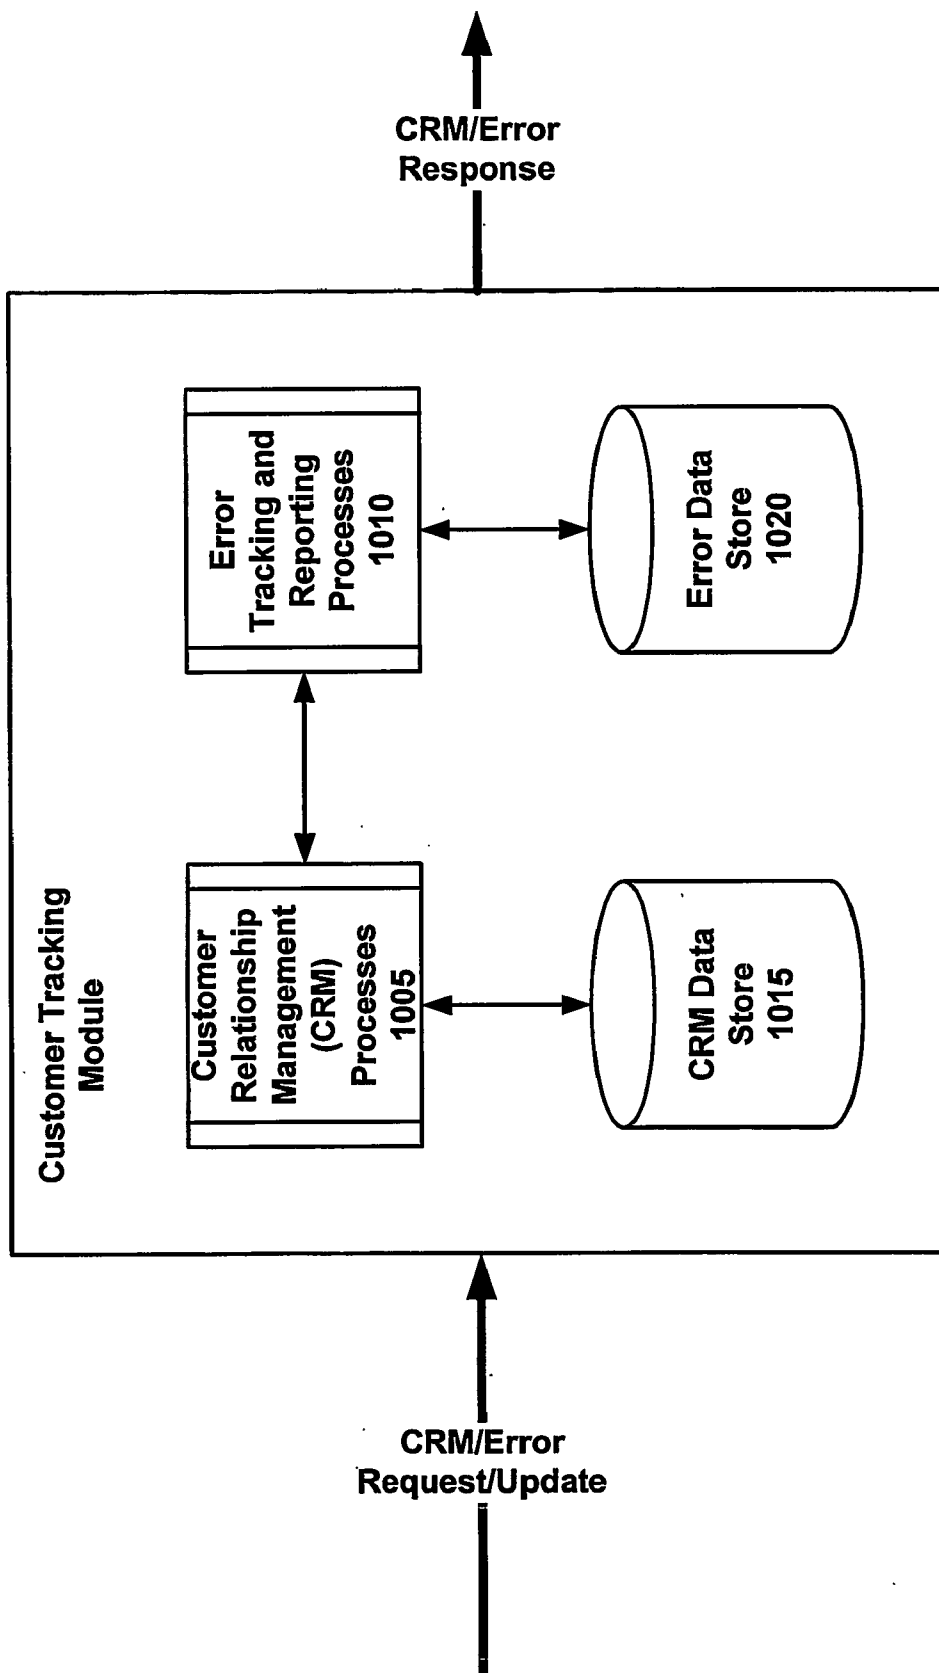 CRM/Error
Response
Customer Tracking
Module
Customer
Relationship
Management
(CRM)
Processes
1005
Error
Tracking and
Reporting
Processes
1010
CRM Data
Store
1015
Error Data
Store
1020
CRM/Error
Request/Update